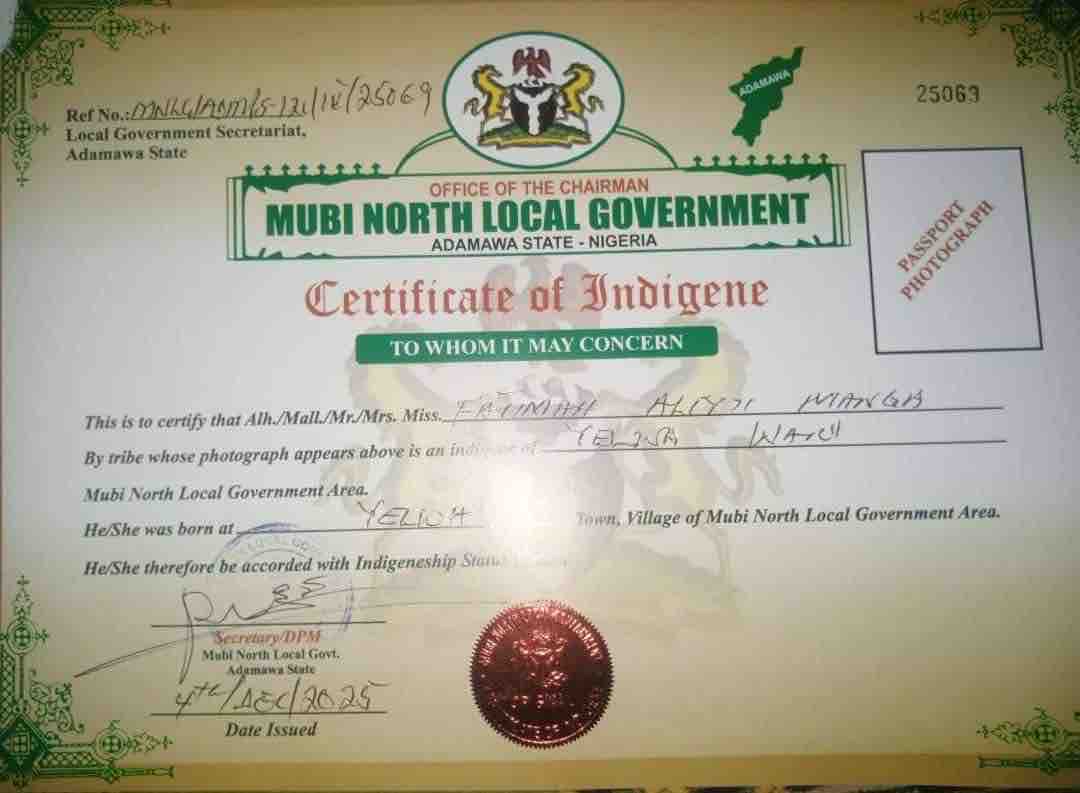 Ref No.: MNLG/ADM/S-121/IV/25069
Local Government Secretariat,
Adamawa State
ADAMAWA
25069
OFFICE OF THE CHAIRMAN
MUBI NORTH LOCAL GOVERNMENT
ADAMAWA STATE - NIGERIA
PASSPORT
PHOTOGRAPH
Certificate of Indigene
TO WHOM IT MAY CONCERN
This is to certify that Alh./Mall./Mr./Mrs. Miss. FATIMAH ALIYU MANGA
By tribe whose photograph appears above is an indigene of YELWA WARD
Mubi North Local Government Area.
He/She was born at YELWA Town, Village of Mubi North Local Government Area.
He/She therefore be accorded with Indigeneship Status
Secretary/DPM
Mubi North Local Govt.
Adamawa State
4th/DEC/2025
Date Issued